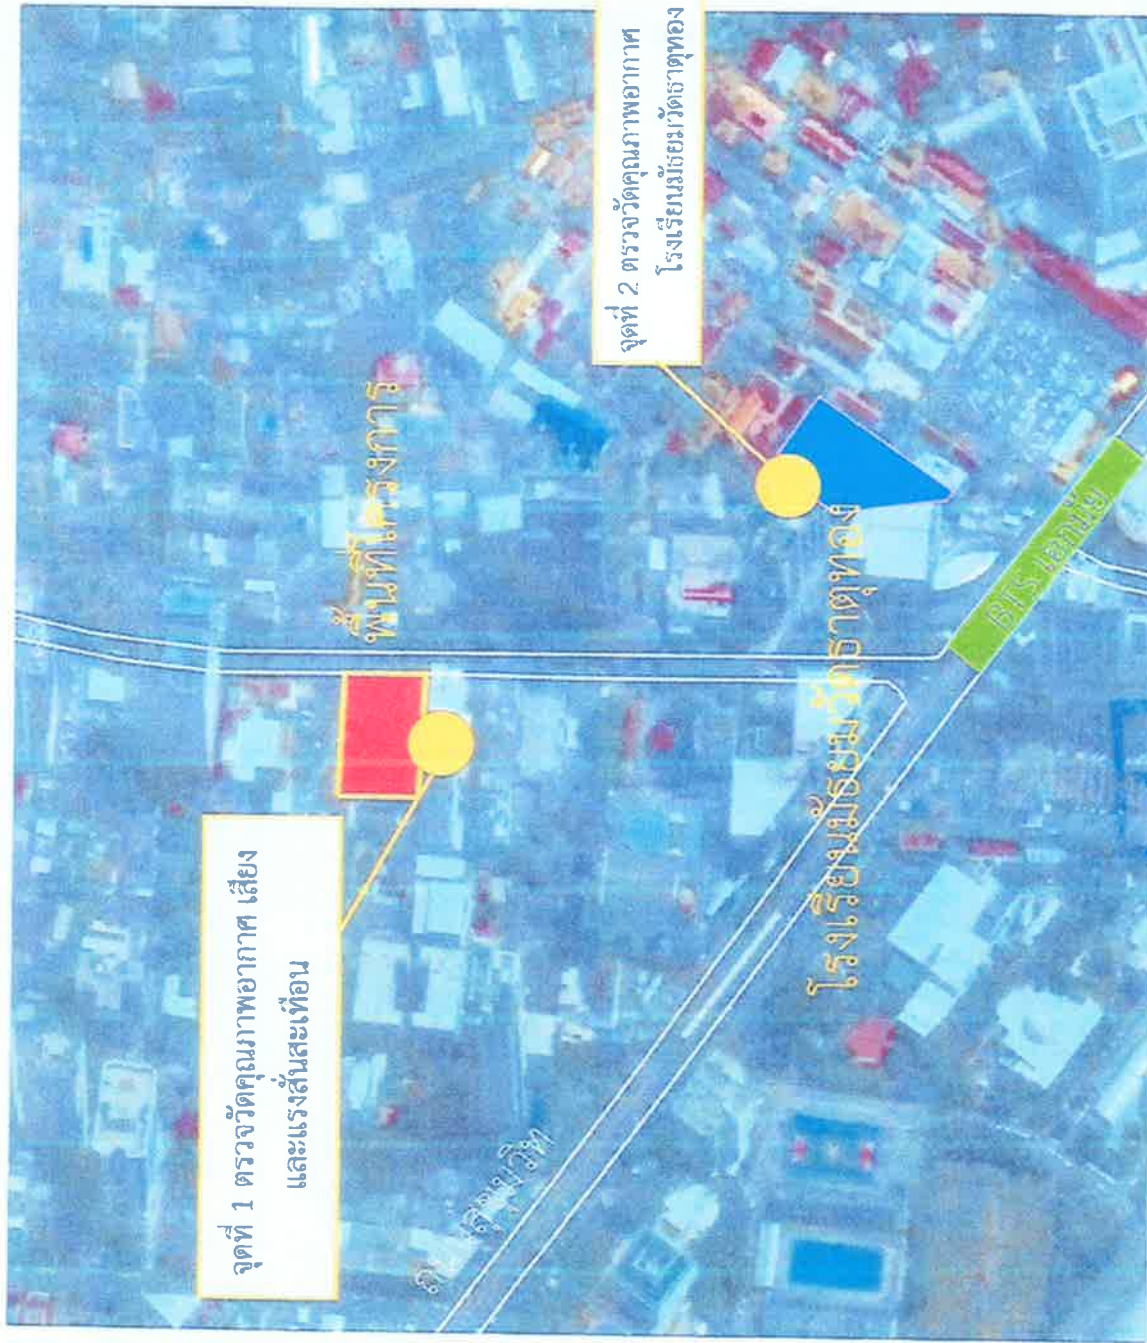 จุดที่ 1 ตรวจวัดคุณภาพอากาศ เสียง
และแรงสั่นสะเทือน
พื้นที่โครงการ
จุดที่ 2 ตรวจวัดคุณภาพอากาศ
โรงเรียนมัธยมวัดธาตุทอง
โรงเรียนมัธยมวัดธาตุทอง
BTS เอกมัย
ถ.สุขุมวิท